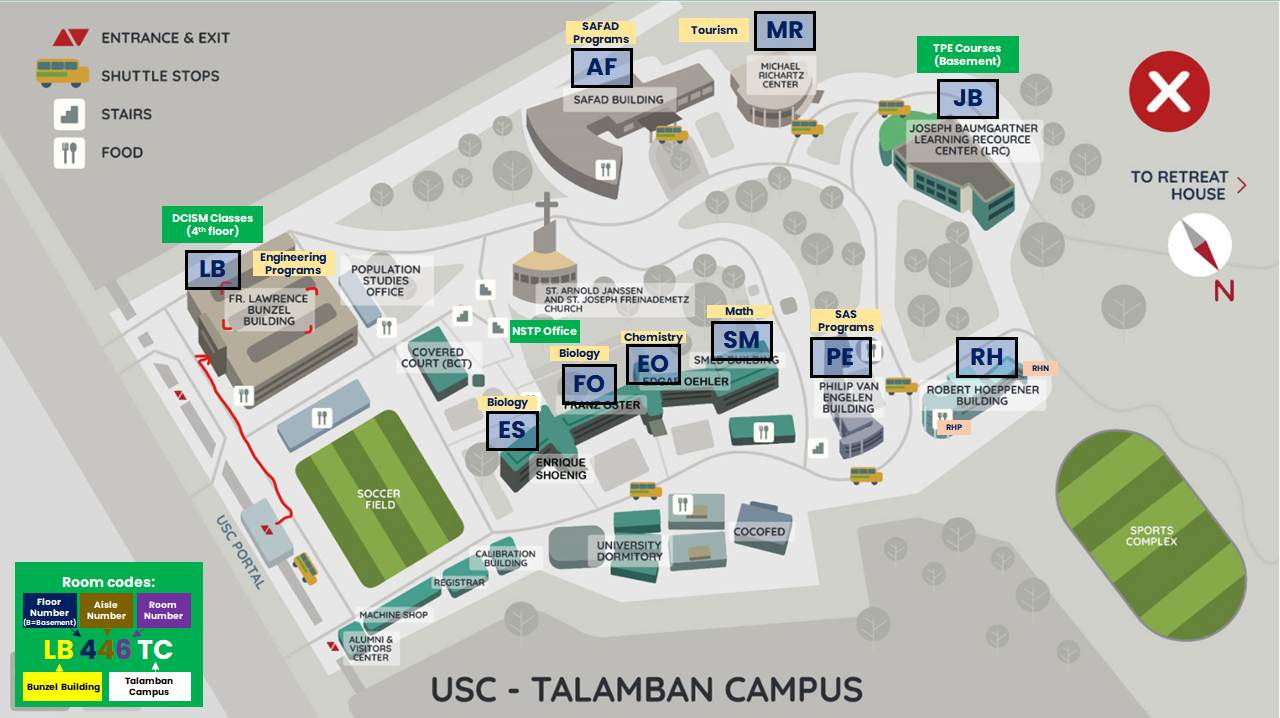 ENTRANCE & EXIT
SHUTTLE STOPS
STAIRS
FOOD
SAFAD
Programs
AF
SAFAD BUILDING
Tourism
MR
MICHAEL
RICHARTZ
CENTER
TPE Courses
(Basement)
JB
JOSEPH BAUMGARTNER
LEARNING RECOURCE
CENTER (LRC)
TO RETREAT
HOUSE
N
DCISM Classes
(4th floor)
LB
Engineering
Programs
FR. LAWRENCE
BUNZEL
BUILDING
POPULATION
STUDIES
OFFICE
ST. ARNOLD JANSSEN
AND ST. JOSEPH FREINADEMETZ
CHURCH
NSTP Office
COVERED
COURT (BCT)
Biology
FO
FRANZ OSTER
Chemistry
EO
EDGAR OEHLER
Math
SM
SMED BUILDING
SAS
Programs
PE
PHILIP VAN
ENGELEN
BUILDING
RH
RHN
ROBERT HOEPPENER
BUILDING
RHP
Biology
ES
ENRIQUE
SHOENIG
SOCCER
FIELD
USC PORTAL
SPORTS
COMPLEX
COCOFED
UNIVERSITY
DORMITORY
CALIBRATION
BUILDING
REGISTRAR
MACHINE SHOP
ALUMNI &
VISITORS
CENTER
Room codes:
Floor
Number
(B=Basement)
Aisle
Number
Room
Number
LB 446 TC
Bunzel Building
Talamban
Campus
USC - TALAMBAN CAMPUS